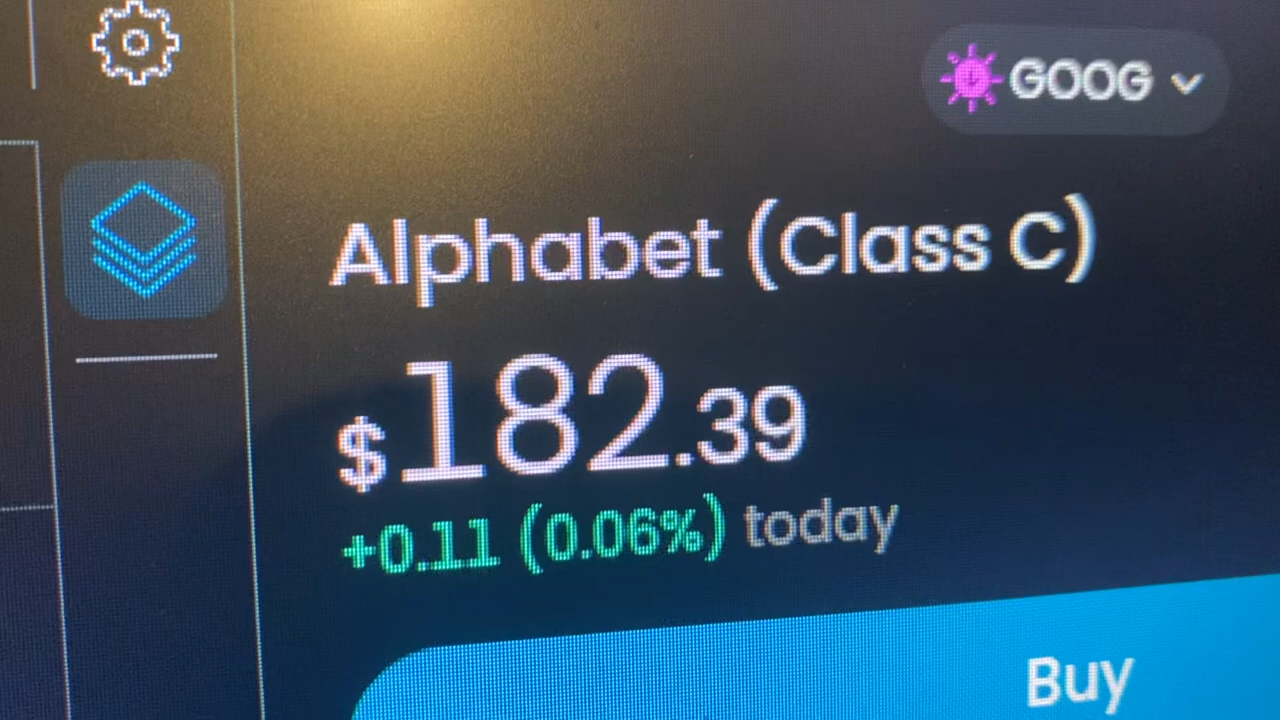 GOOG
Alphabet (Class C)
$182.39
+0.11 (0.06%) today
Buy